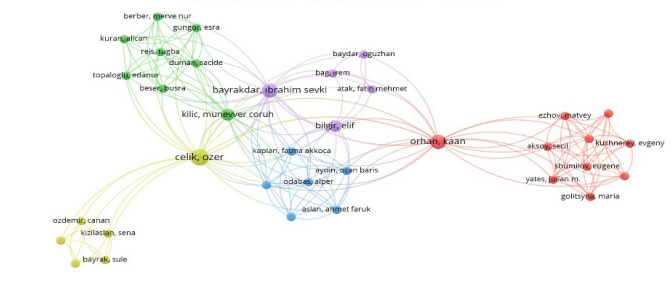 berber, merve nur
gungor, esra
kuran, alican
reis, tugba
duman, sacide
topaloglu, edanur
beser, busra
baydar, oguzhan
bag, irem
bayrakdar, ibrahim sevki
atak, fatih mehmet
kilic, munevver coruh
bilgir, elif
ezhov, matvey
orhan, kaan
aksoy, secil
kushnerev, evgeny
kaplan, fatma akkoca
celik, ozer
shumilov, eugene
aydin, ozan baris
odabas, alper
yates, julian m.
golitsyna, maria
aslan, ahmet faruk
ozdemir, canan
kizilaslan, sena
bayrak, sule